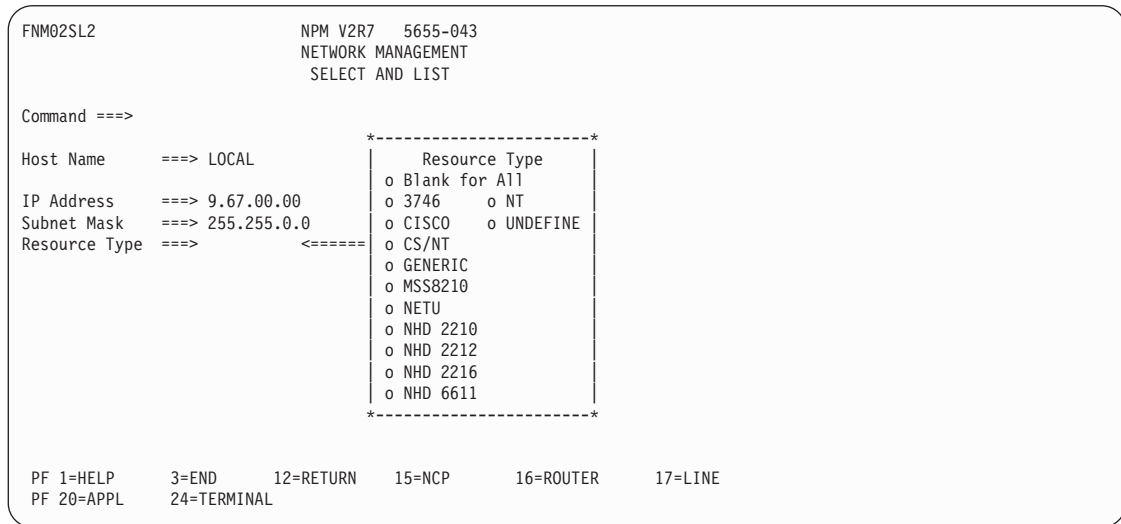 FNM02SL2                       NPM V2R7   5655-043
                              NETWORK MANAGEMENT
                               SELECT AND LIST

Command ===>
                                     *-----------------------*
Host Name      ===> LOCAL            |     Resource Type     |
                                     | o Blank for All       |
IP Address     ===> 9.67.00.00       | o 3746     o NT       |
Subnet Mask    ===> 255.255.0.0      | o CISCO    o UNDEFINE |
Resource Type  ===>           <======| o CS/NT               |
                                     | o GENERIC             |
                                     | o MSS8210             |
                                     | o NETU                |
                                     | o NHD 2210            |
                                     | o NHD 2212            |
                                     | o NHD 2216            |
                                     | o NHD 6611            |
                                     *-----------------------*

 PF 1=HELP      3=END      12=RETURN    15=NCP       16=ROUTER      17=LINE
 PF 20=APPL     24=TERMINAL